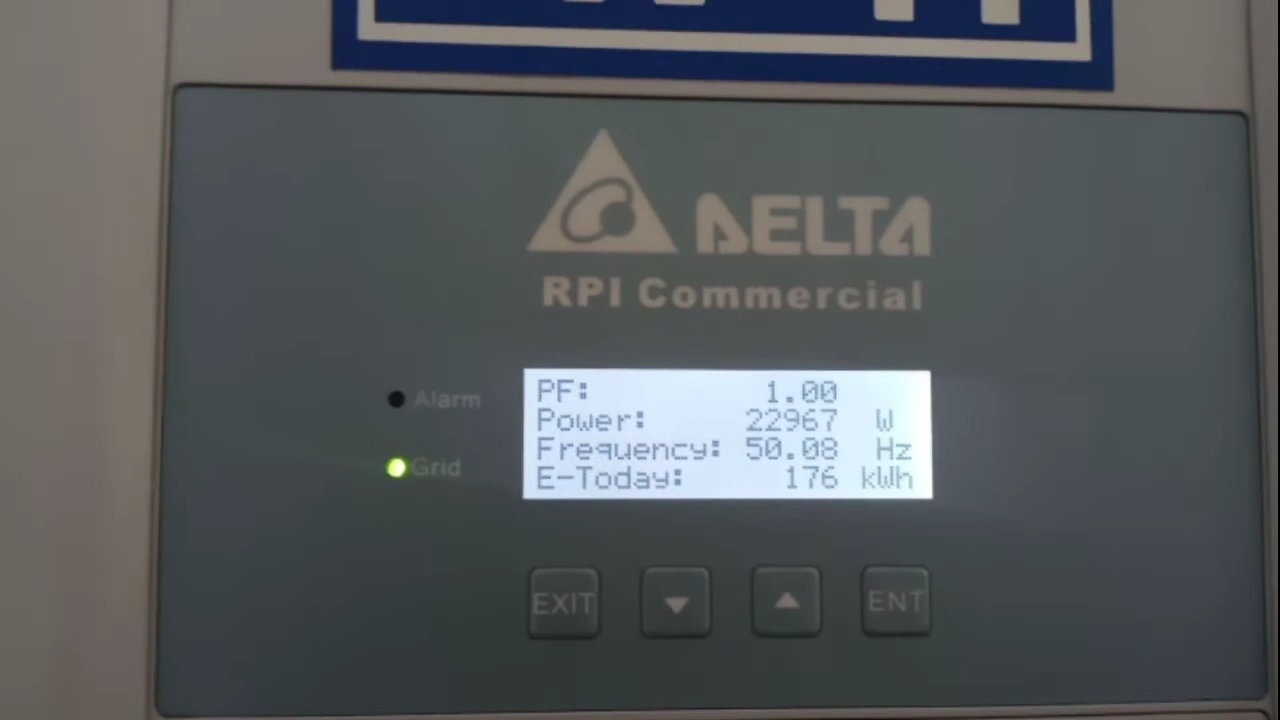 DELTA
RPI Commercial
Alarm
Grid
PF: 1.00
Power: 22967 W
Frequency: 50.08 Hz
E-Today: 176 kWh
EXIT
ENT